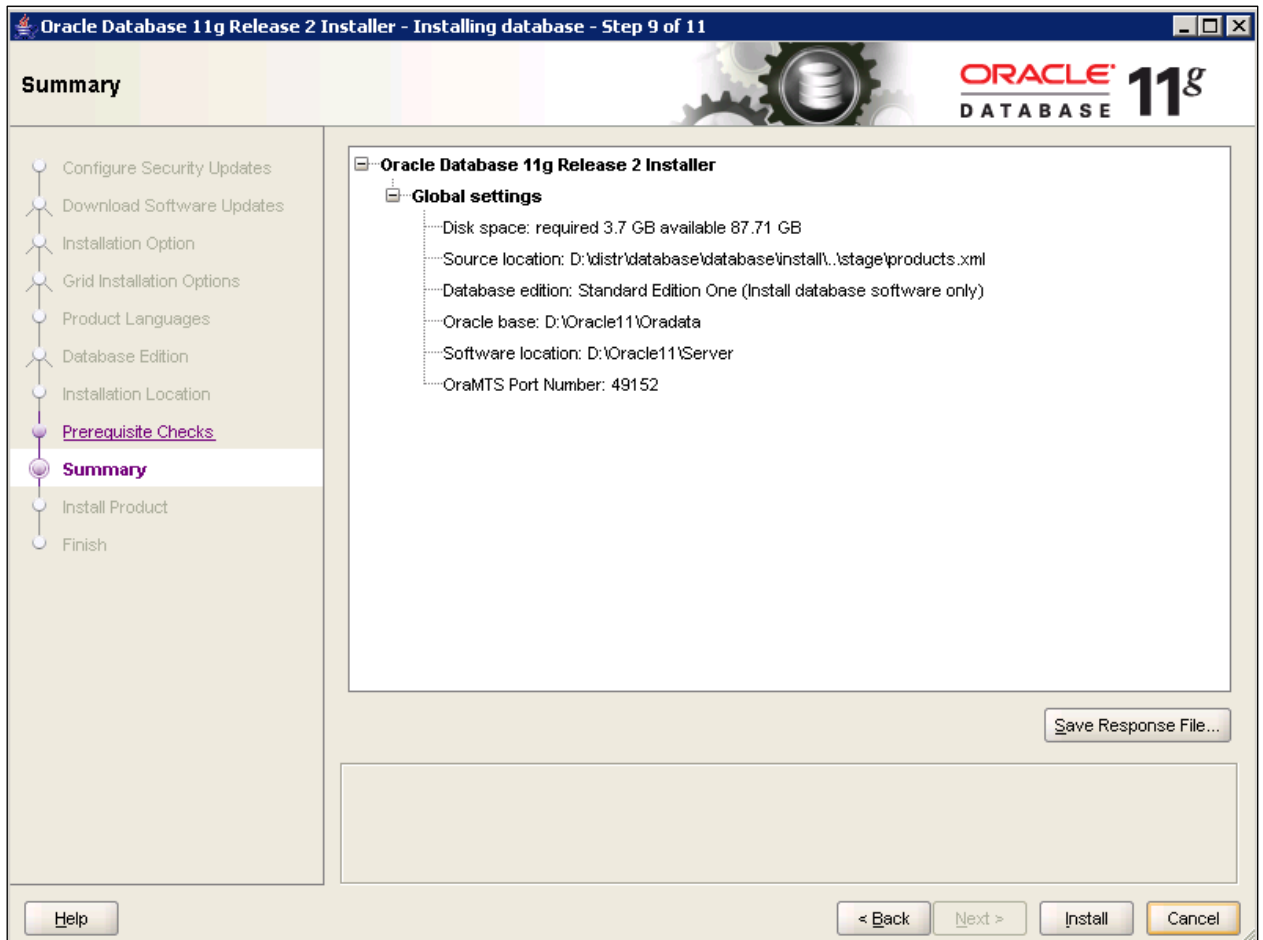 Oracle Database 11g Release 2 Installer - Installing database - Step 9 of 11
Summary
ORACLE
DATABASE
11g
Configure Security Updates
Download Software Updates
Installation Option
Grid Installation Options
Product Languages
Database Edition
Installation Location
Prerequisite Checks
Summary
Install Product
Finish
Oracle Database 11g Release 2 Installer
Global settings
Disk space: required 3.7 GB available 87.71 GB
Source location: D:\distr\database\database\install\..\stage\products.xml
Database edition: Standard Edition One (Install database software only)
Oracle base: D:\Oracle11\Oradata
Software location: D:\Oracle11\Server
OraMTS Port Number: 49152
Save Response File...
Help
< Back
Next >
Install
Cancel